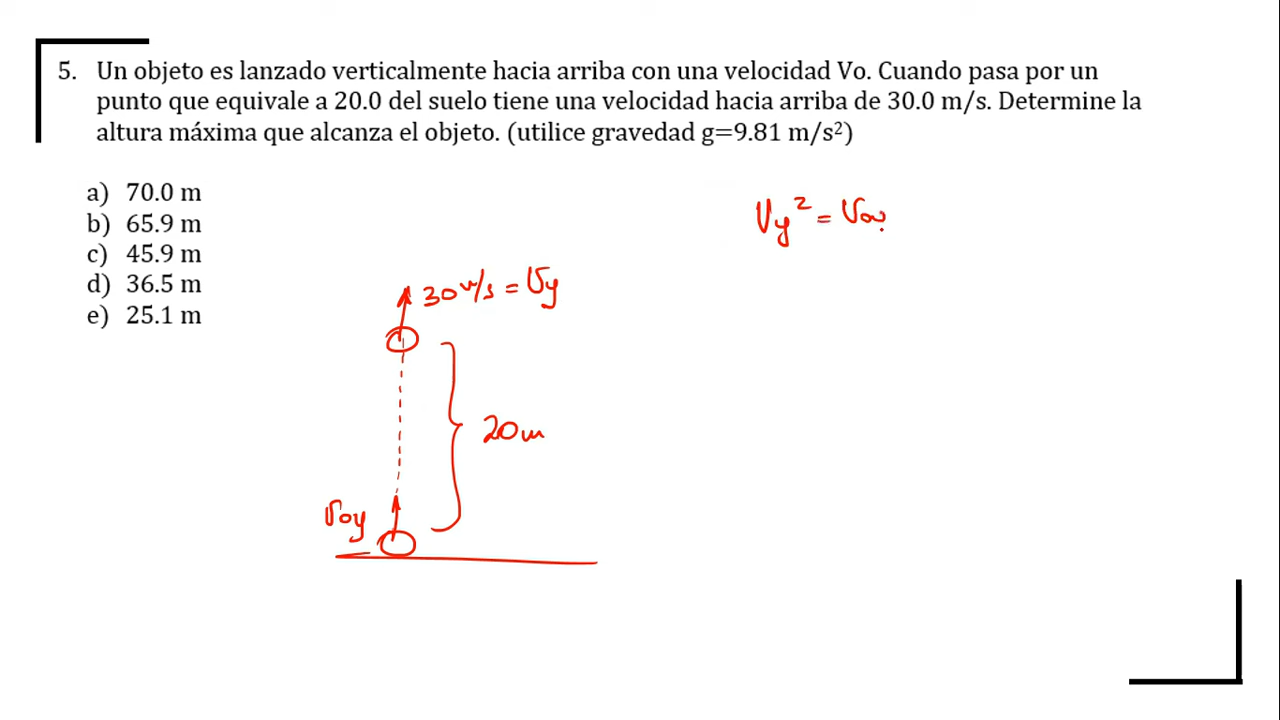 5. Un objeto es lanzado verticalmente hacia arriba con una velocidad Vo. Cuando pasa por un
punto que equivale a 20.0 del suelo tiene una velocidad hacia arriba de 30.0 m/s. Determine la
altura máxima que alcanza el objeto. (utilice gravedad g=9.81 m/s²)
a) 70.0 m
b) 65.9 m
c) 45.9 m
d) 36.5 m
e) 25.1 m
Vy² = Vo
30 m/s = Vy
20m
Voy